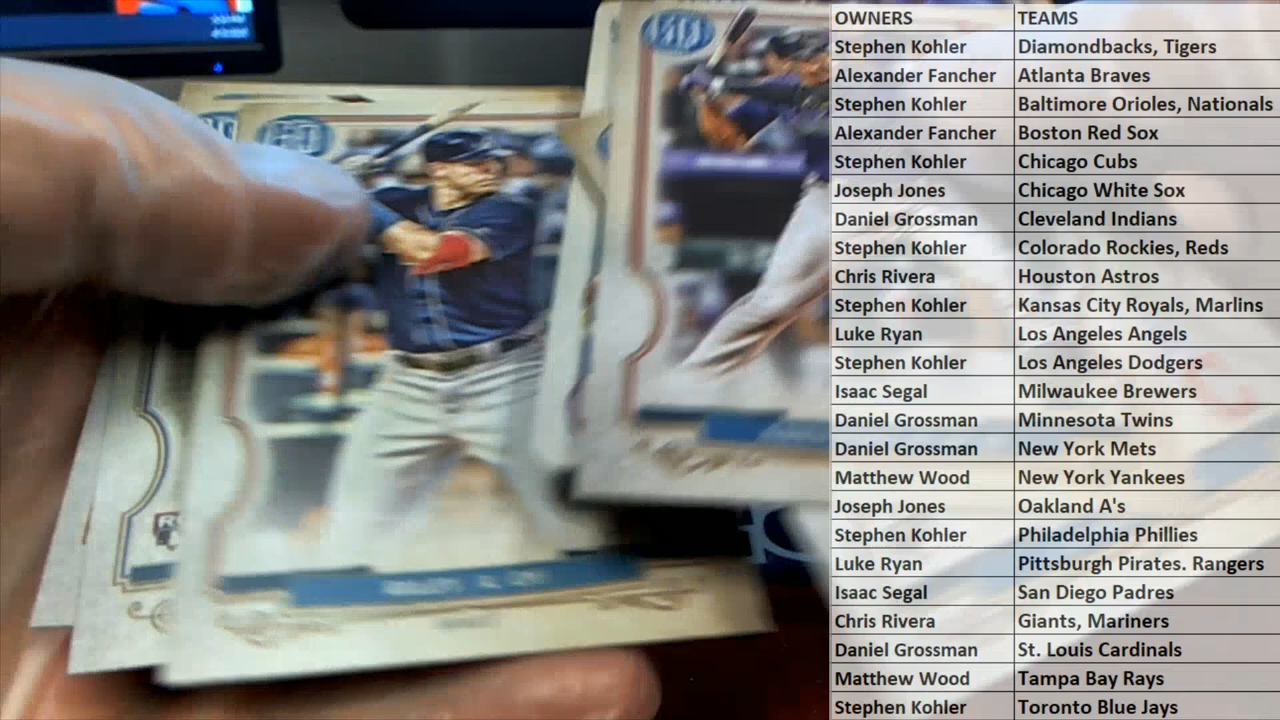 OWNERS TEAMS
Stephen Kohler Diamondbacks, Tigers
Alexander Fancher Atlanta Braves
Stephen Kohler Baltimore Orioles, Nationals
Alexander Fancher Boston Red Sox
Stephen Kohler Chicago Cubs
Joseph Jones Chicago White Sox
Daniel Grossman Cleveland Indians
Stephen Kohler Colorado Rockies, Reds
Chris Rivera Houston Astros
Stephen Kohler Kansas City Royals, Marlins
Luke Ryan Los Angeles Angels
Stephen Kohler Los Angeles Dodgers
Isaac Segal Milwaukee Brewers
Daniel Grossman Minnesota Twins
Daniel Grossman New York Mets
Matthew Wood New York Yankees
Joseph Jones Oakland A's
Stephen Kohler Philadelphia Phillies
Luke Ryan Pittsburgh Pirates. Rangers
Isaac Segal San Diego Padres
Chris Rivera Giants, Mariners
Daniel Grossman St. Louis Cardinals
Matthew Wood Tampa Bay Rays
Stephen Kohler Toronto Blue Jays